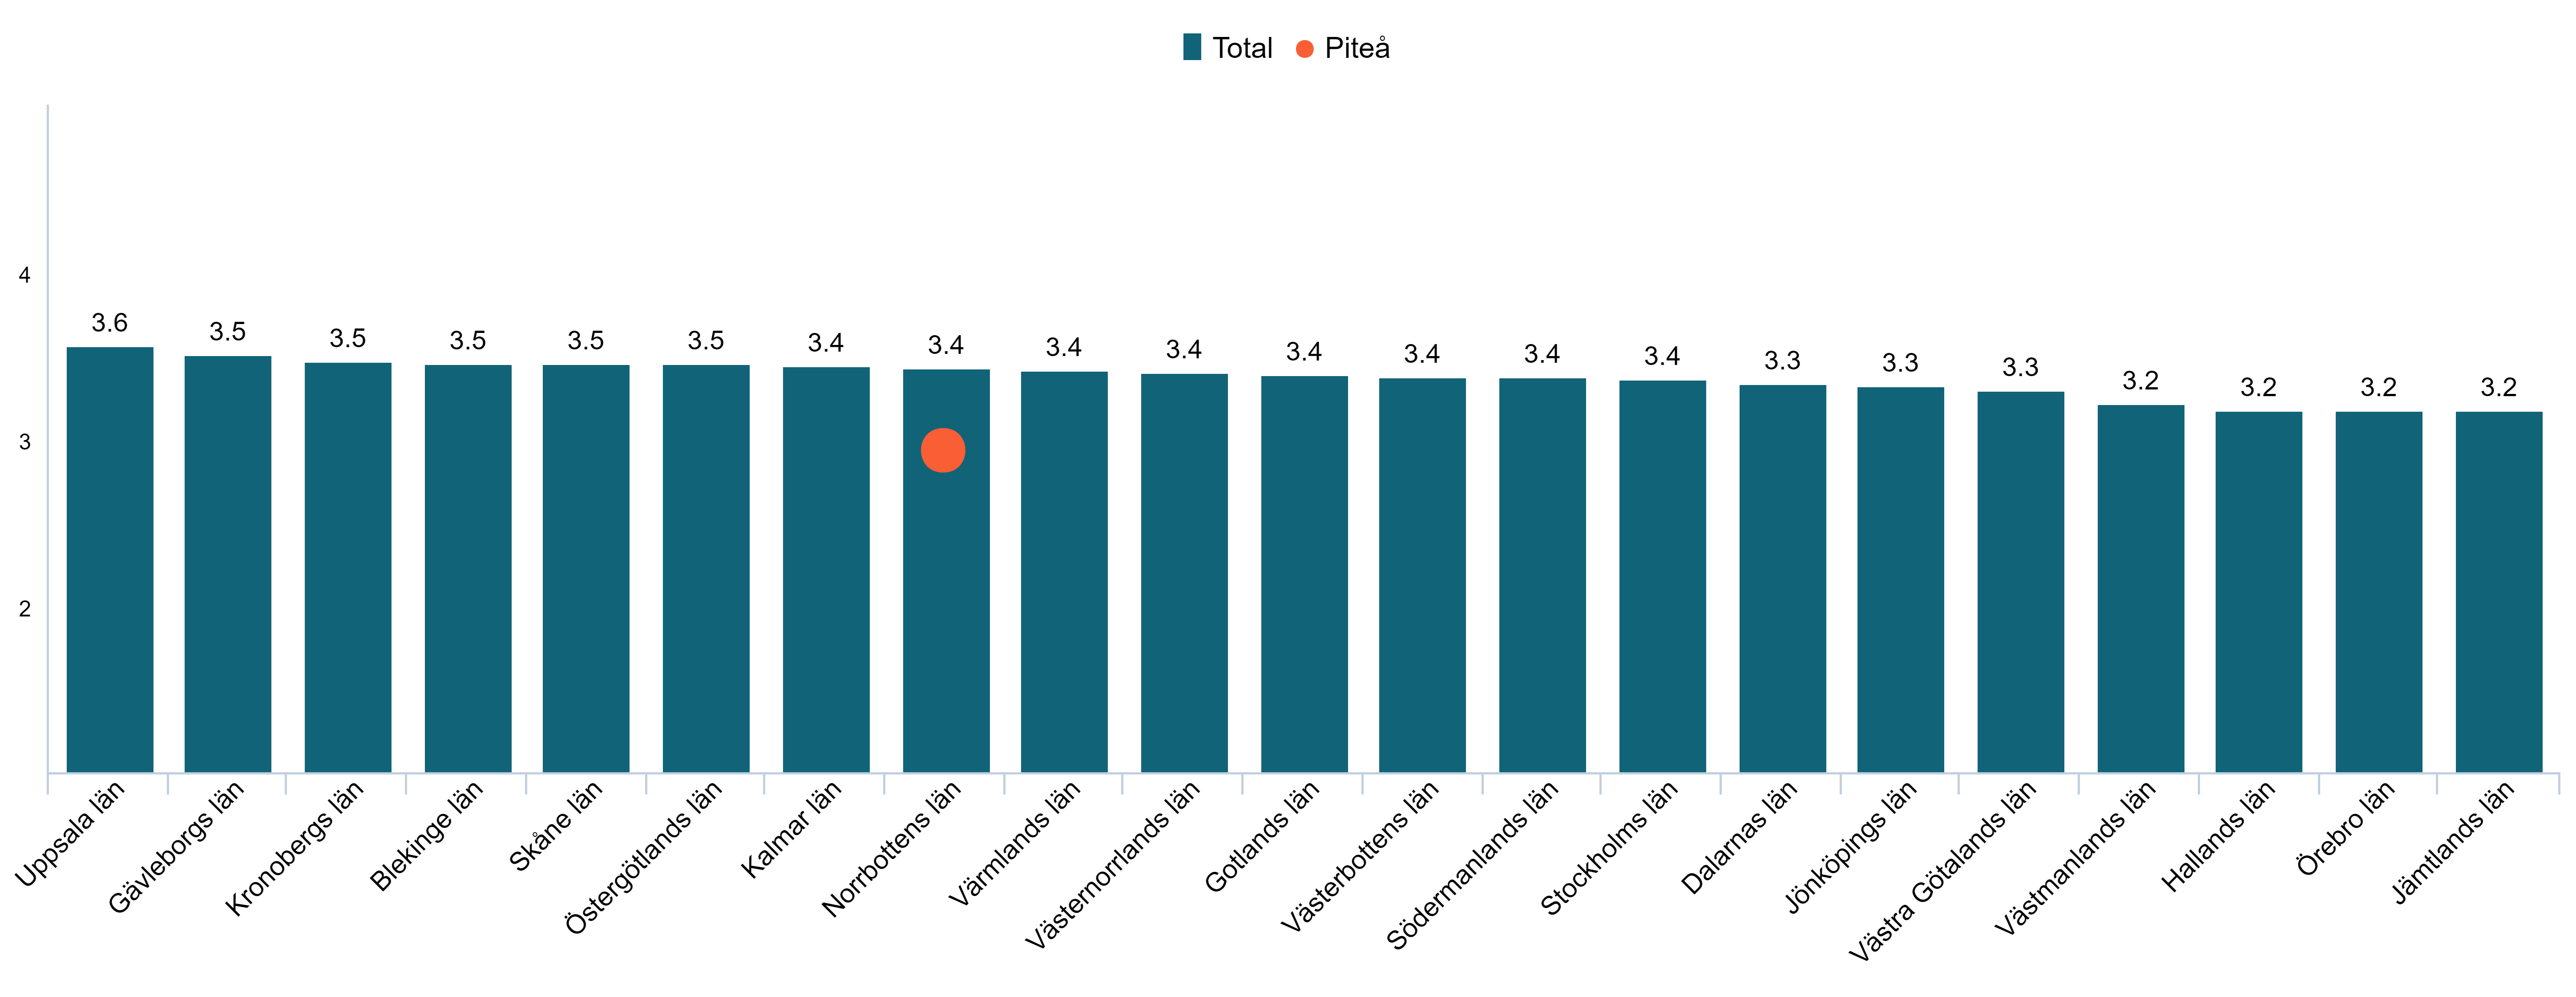 Total Piteå
4
3
2
3.6 3.5 3.5 3.5 3.5 3.5 3.4 3.4 3.4 3.4 3.4 3.4 3.4 3.4 3.3 3.3 3.3 3.2 3.2 3.2 3.2
Uppsala län
Gävleborgs län
Kronobergs län
Blekinge län
Skåne län
Östergötlands län
Kalmar län
Norrbottens län
Värmlands län
Västernorrlands län
Gotlands län
Västerbottens län
Södermanlands län
Stockholms län
Dalarnas län
Jönköpings län
Västra Götalands län
Västmanlands län
Hallands län
Örebro län
Jämtlands län